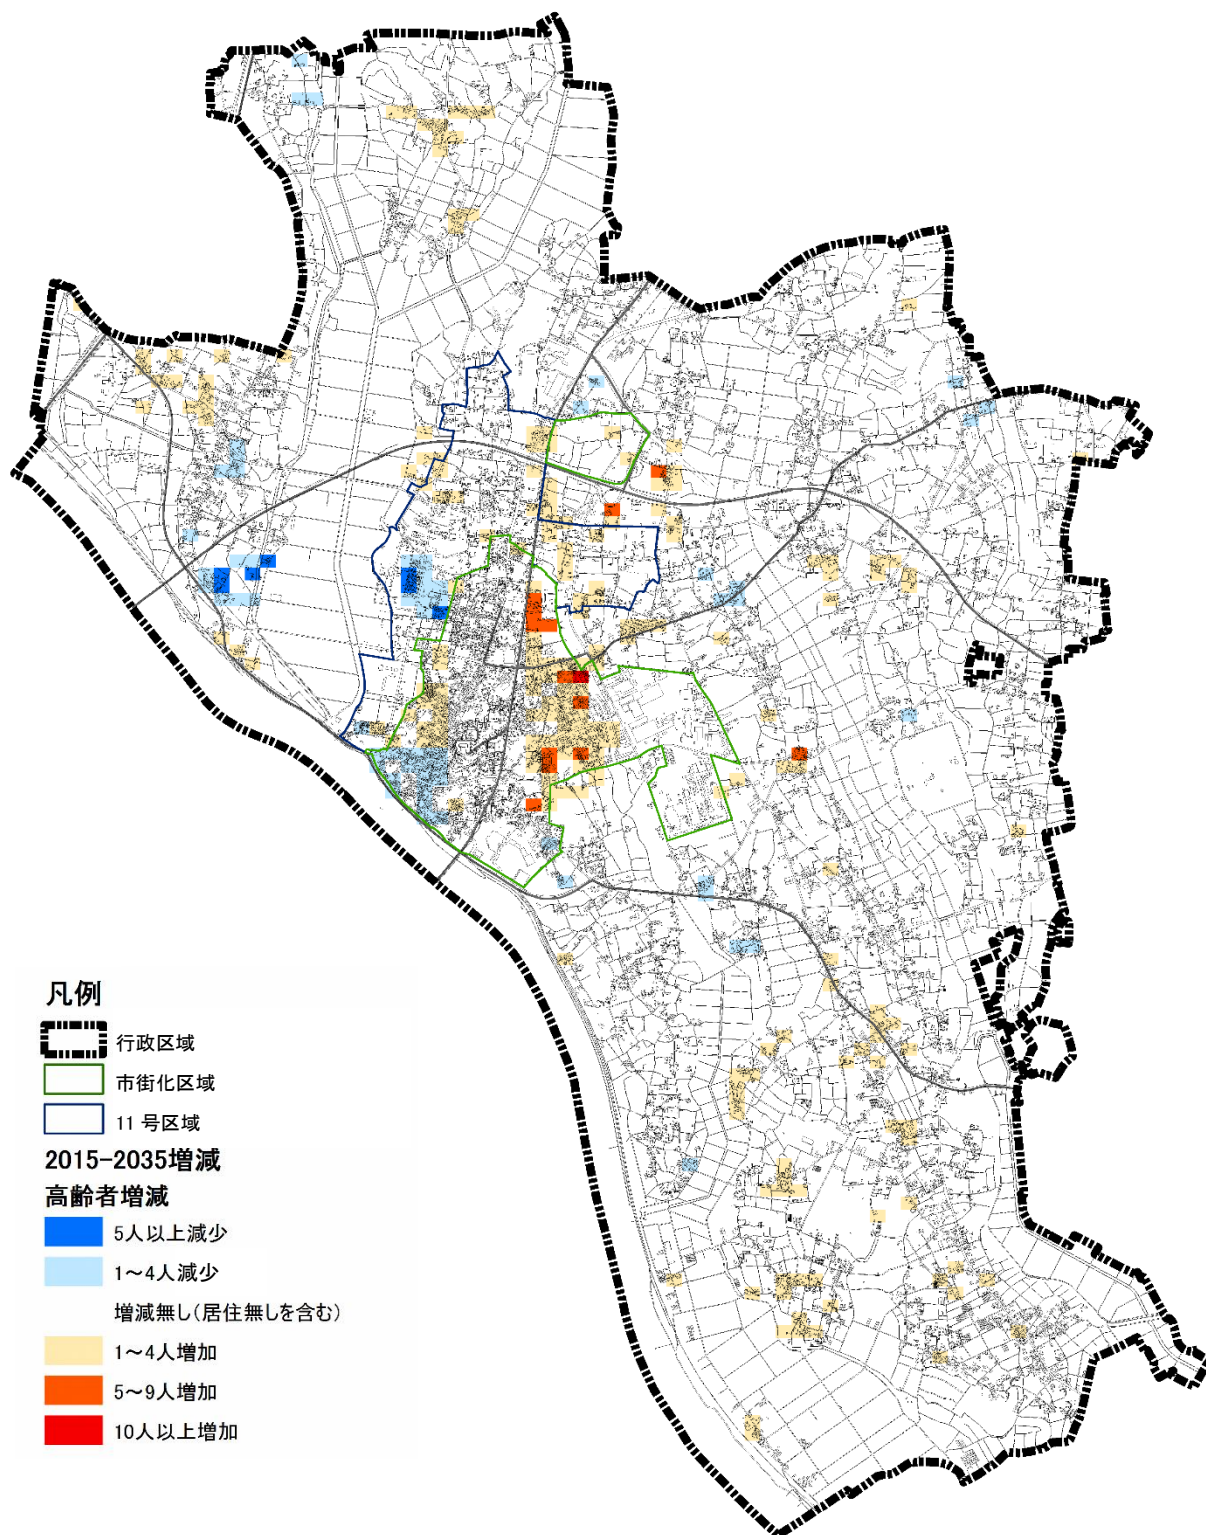 凡例
行政区域
市街化区域
11号区域
2015-2035増減
高齢者増減
5人以上減少
1～4人減少
増減無し(居住無しを含む)
1～4人増加
5～9人増加
10人以上増加